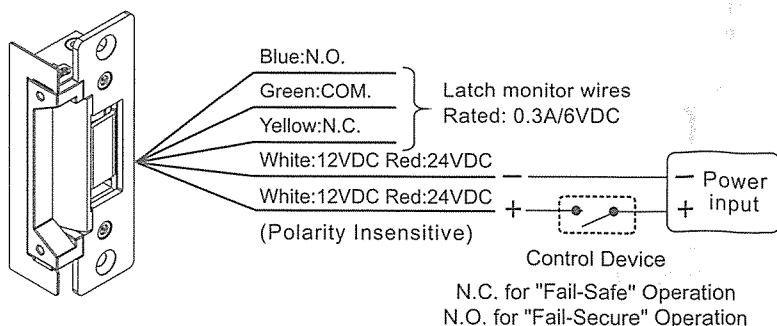 Blue:N.O.
Green:COM.
Yellow:N.C.
Latch monitor wires
Rated: 0.3A/6VDC
White:12VDC Red:24VDC
White:12VDC Red:24VDC
(Polarity Insensitive)
−
+
−
+
Power
input
Control Device
N.C. for "Fail-Safe" Operation
N.O. for "Fail-Secure" Operation